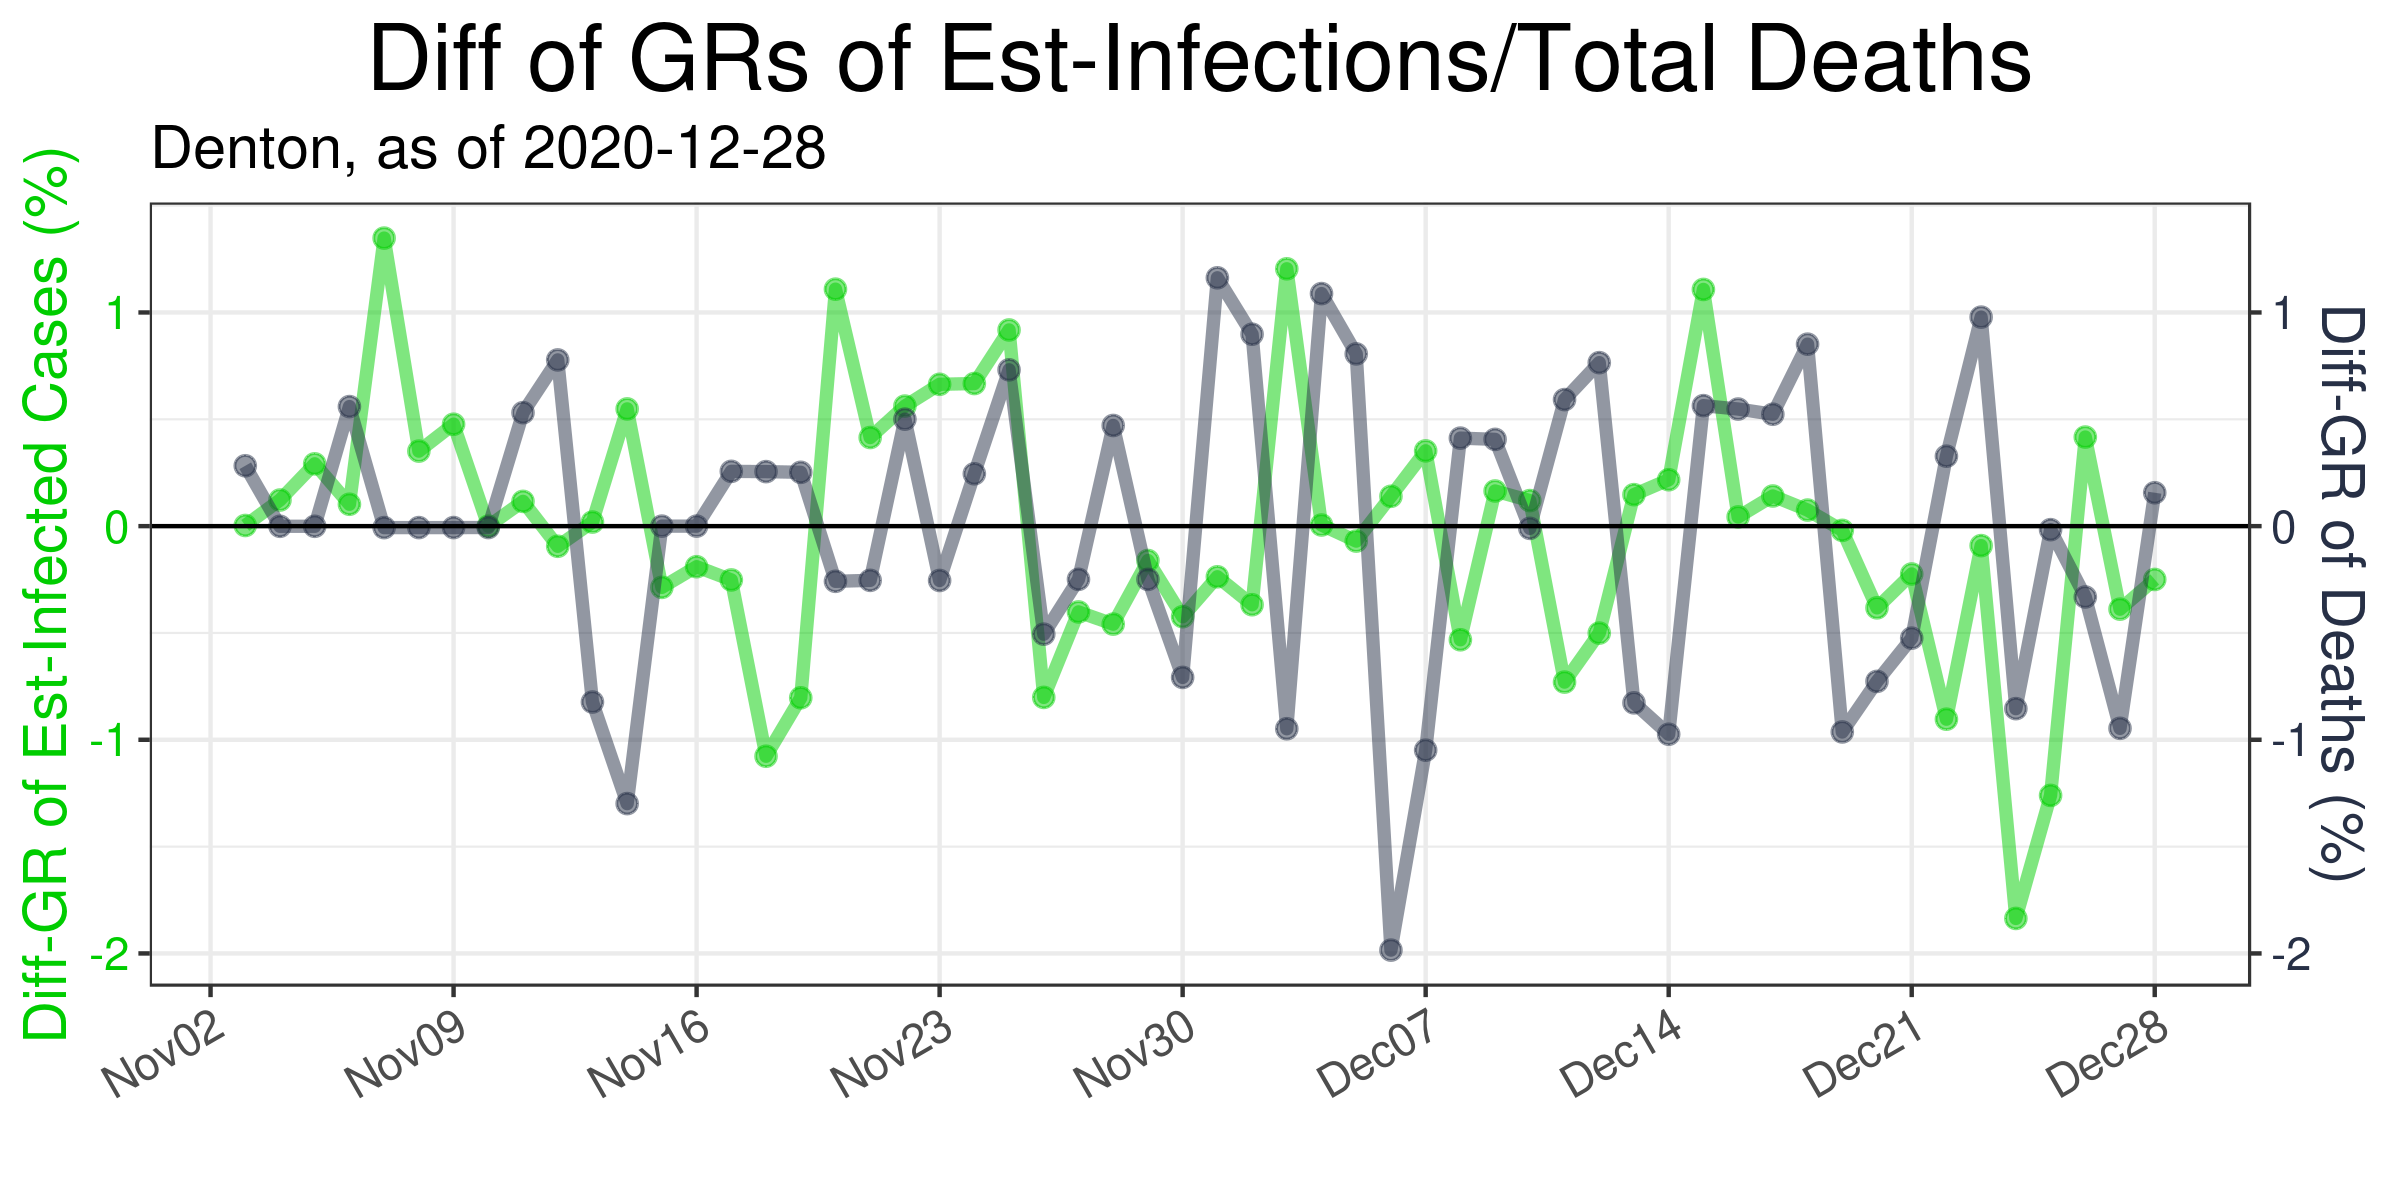 Diff of GRs of Est-Infections/Total Deaths
Denton, as of 2020-12-28
Diff-GR of Est-Infected Cases (%)
1
0
-1
-2
1
0
-1
-2
Diff-GR of Deaths (%)
Nov02
Nov09
Nov16
Nov23
Nov30
Dec07
Dec14
Dec21
Dec28